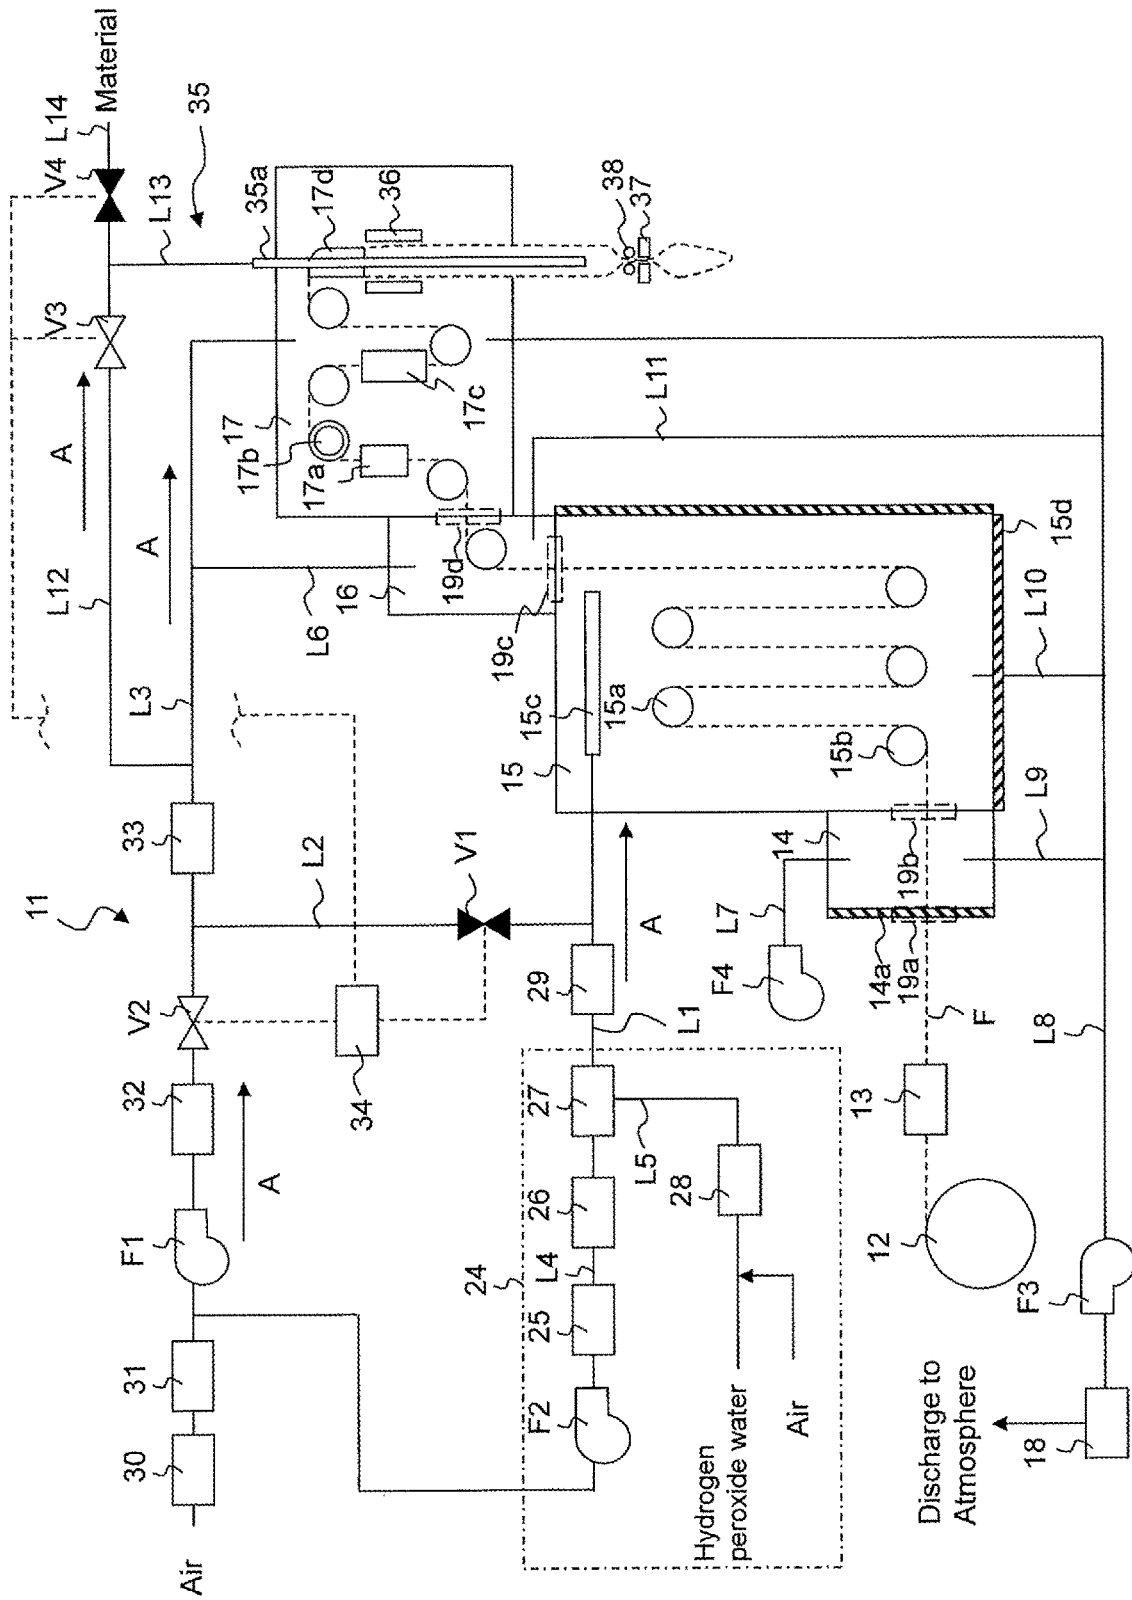 11
L12
A
V3
V4
L14
Material
30
31
F1
32
V2
33
L3
A
L13
35
Air
A
17
17b
35a
L2
L6
17a
17d
34
16
36
24
V1
19d
17c
19c
15
F2
25
L4
26
27
29
15c
38
15a
37
L5
A
L11
28
L1
Hydrogen
peroxide water
F4
L7
14
Air
15b
12
13
14a
19a
19b
Discharge to
Atmosphere
F
18
F3
L8
L9
L10
15d